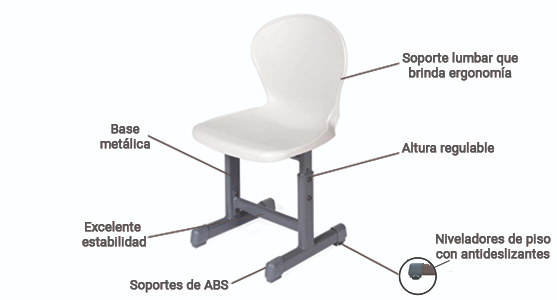 Soporte lumbar que
brinda ergonomía
Base
metálica
Altura regulable
Excelente
estabilidad
Niveladores de piso
con antideslizantes
Soportes de ABS